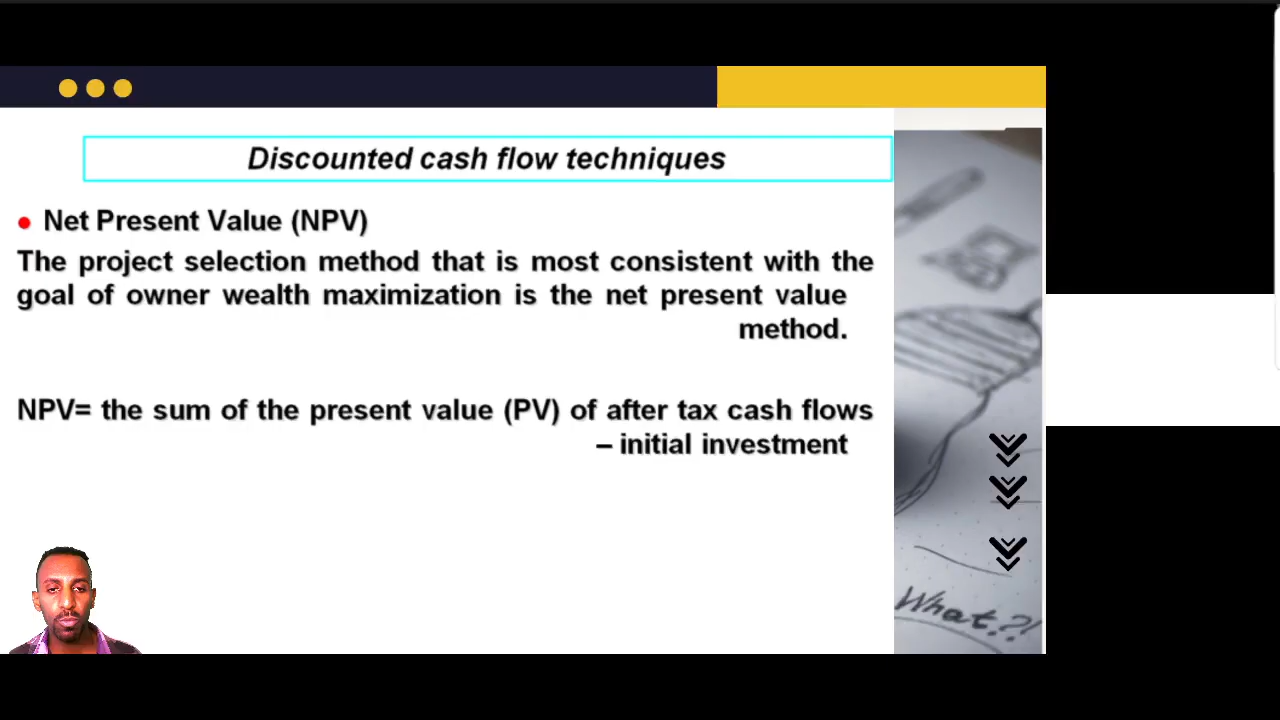 Discounted cash flow techniques
• Net Present Value (NPV)
The project selection method that is most consistent with the
goal of owner wealth maximization is the net present value
method.
NPV= the sum of the present value (PV) of after tax cash flows
– initial investment
What?!